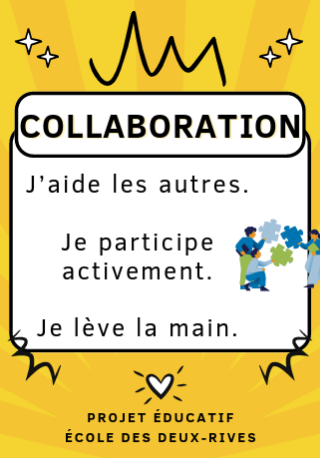 COLLABORATION
J'aide les autres.
Je participe
activement.
Je lève la main.
PROJET ÉDUCATIF
ÉCOLE DES DEUX-RIVES